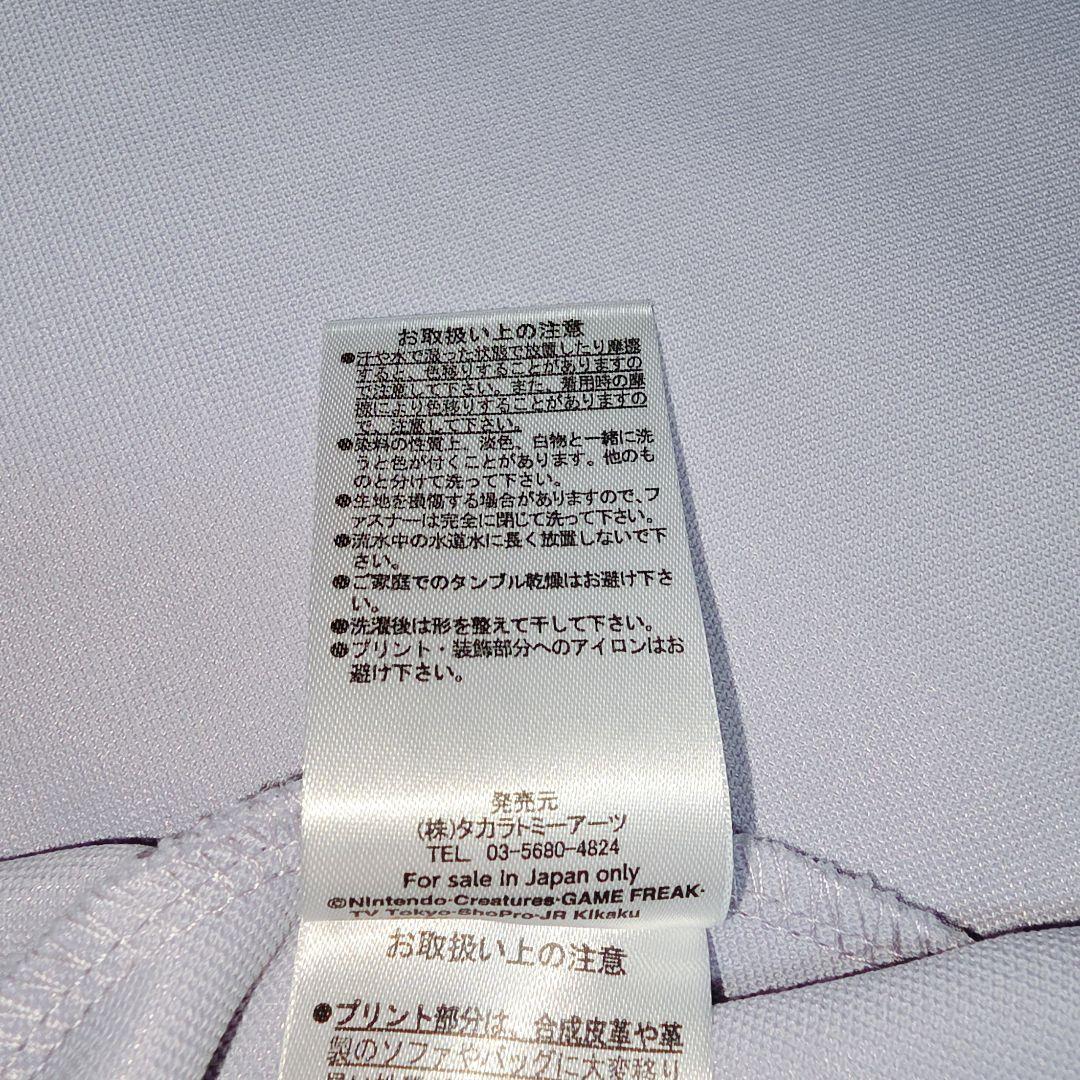 お取扱い上の注意
●汗や水で湿った状態で放置したり摩擦
すると、色移りすることがありますの
で注意して下さい。また、着用時の摩
擦により色移りすることがありますの
で、注意して下さい。
●染料の性質上、淡色、白物と一緒に洗
うと色が付くことがあります。他のも
のと分けて洗って下さい。
●生地を損傷する場合がありますので、フ
ァスナーは完全に閉じて洗って下さい。
●流水中の水道水に長く放置しないで下
さい。
●ご家庭でのタンブル乾燥はお避け下さ
い。
●洗濯後は形を整えて干して下さい。
●プリント・装飾部分へのアイロンはお
避け下さい。
発売元
(株)タカラトミーアーツ
TEL 03-5680-4824
For sale in Japan only
©Nintendo·Creatures·GAME FREAK·
TV Tokyo·ShoPro·JR Kikaku
お取扱い上の注意
●プリント部分は、合成皮革や革
製のソファやバッグに大変移り